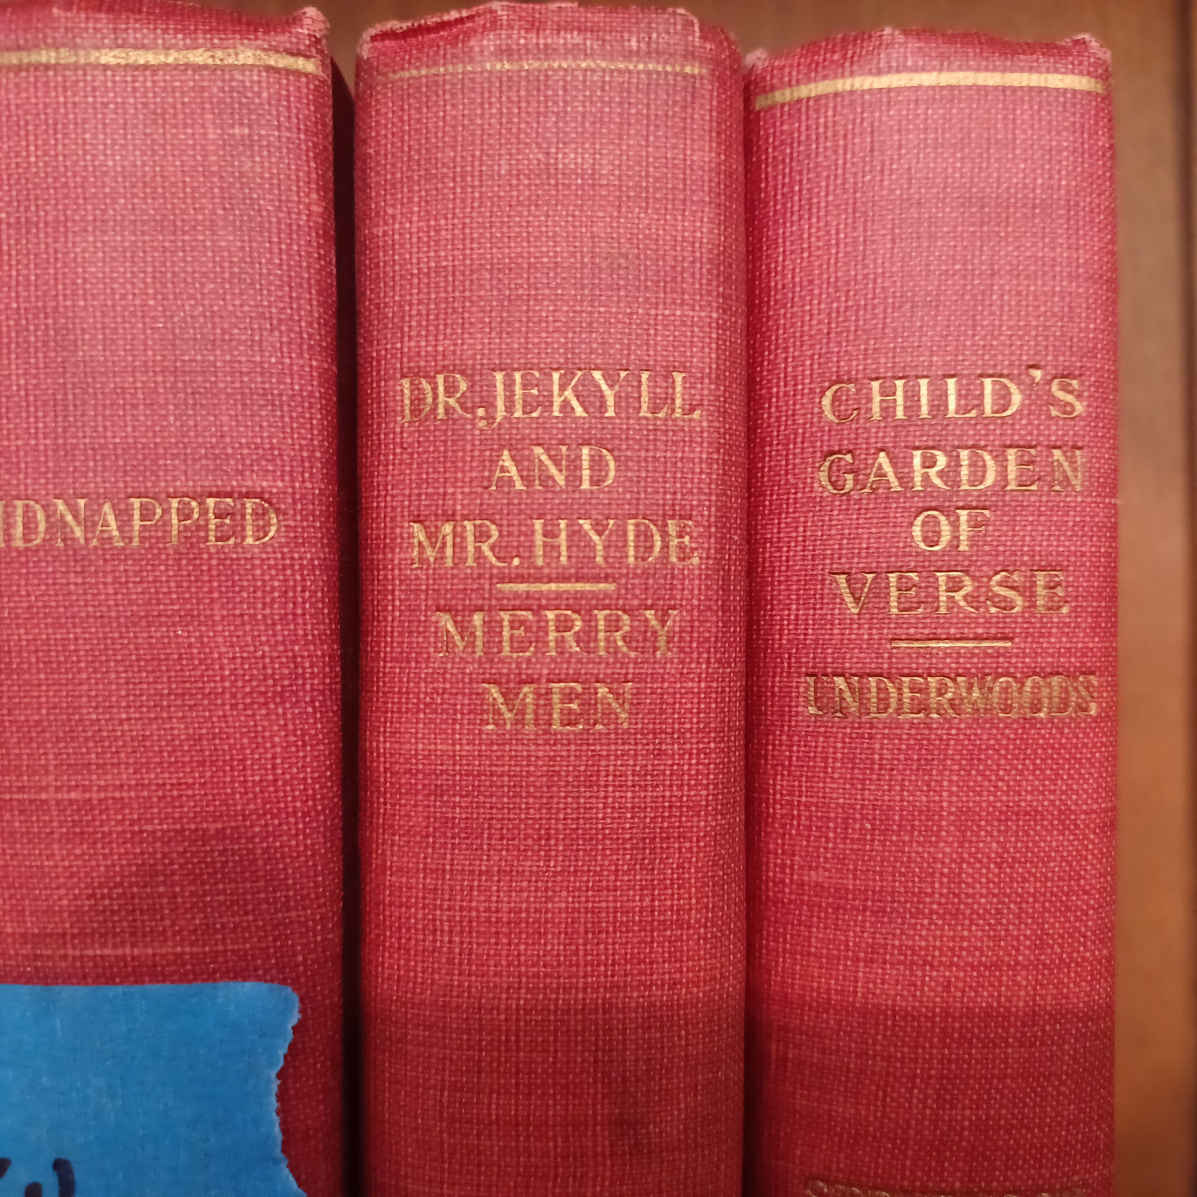 IDNAPPED
DR. JEKYLL
AND
MR. HYDE
MERRY
MEN
CHILD'S
GARDEN
OF
VERSE
UNDERWOODS